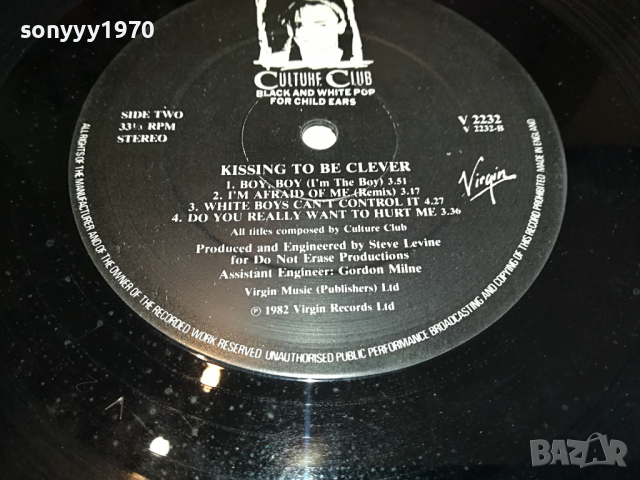 sonyyy1970
CULTURE CLUB
BLACK AND WHITE POP
FOR CHILD EARS
SIDE TWO
33⅓ RPM
STEREO
V 2232
V 2232-B
KISSING TO BE CLEVER
1. BOY, BOY (I'm The Boy) 3.51
2. I'M AFRAID OF ME (Remix) 3.17
3. WHITE BOYS CAN'T CONTROL IT 4.27
4. DO YOU REALLY WANT TO HURT ME 3.36
All titles composed by Culture Club
Produced and Engineered by Steve Levine
for Do Not Erase Productions
Assistant Engineer: Gordon Milne
Virgin Music (Publishers) Ltd
℗ 1982 Virgin Records Ltd
Virgin
ALL RIGHTS OF THE MANUFACTURER AND OF THE OWNER OF THE RECORDED WORK RESERVED. UNAUTHORISED PUBLIC PERFORMANCE BROADCASTING AND COPYING OF THIS RECORD PROHIBITED MADE IN ENGLAND
BAZAR